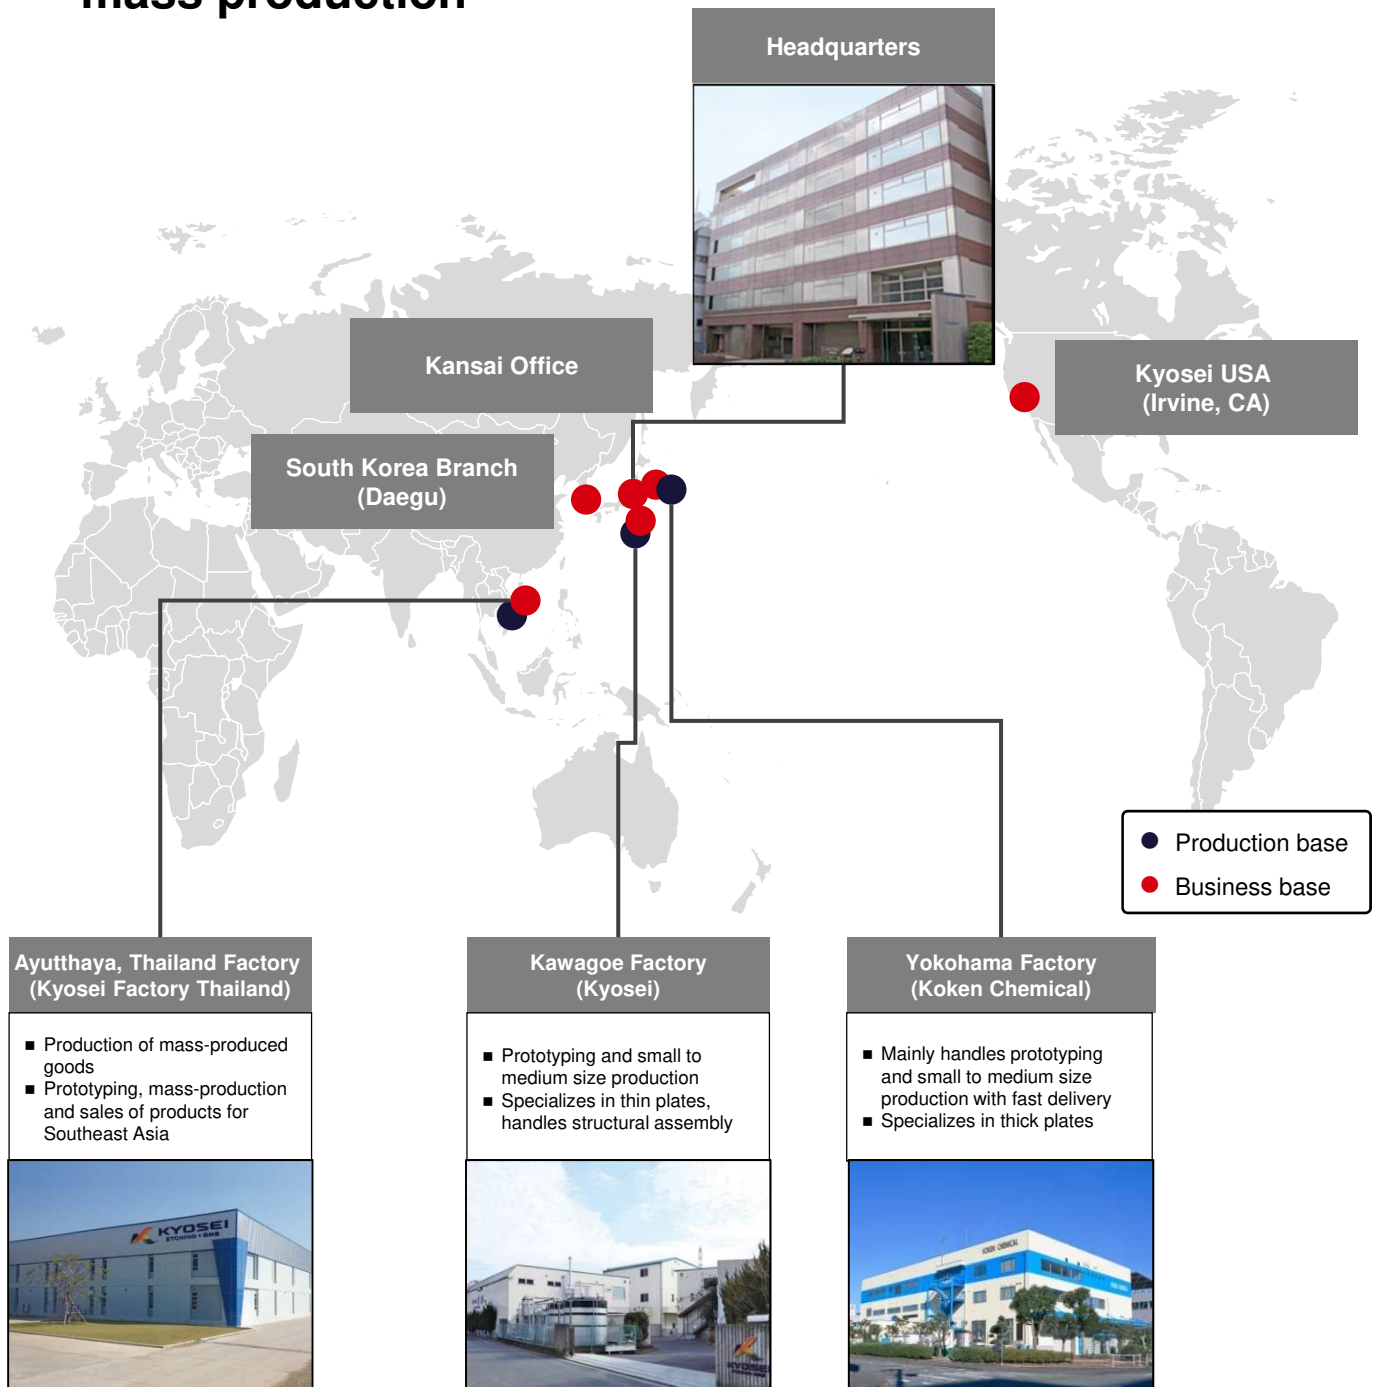 mass production
Headquarters
Kansai Office
Kyosei USA
(Irvine, CA)
South Korea Branch
(Daegu)
Production base
Business base
Ayutthaya, Thailand Factory
(Kyosei Factory Thailand)
■ Production of mass-produced
goods
■ Prototyping, mass-production
and sales of products for
Southeast Asia
KYOSEI
Kawagoe Factory
(Kyosei)
■ Prototyping and small to
medium size production
■ Specializes in thin plates,
handles structural assembly
KYOSEI
Yokohama Factory
(Koken Chemical)
■ Mainly handles prototyping
and small to medium size
production with fast delivery
■ Specializes in thick plates
KOKEN CHEMICAL